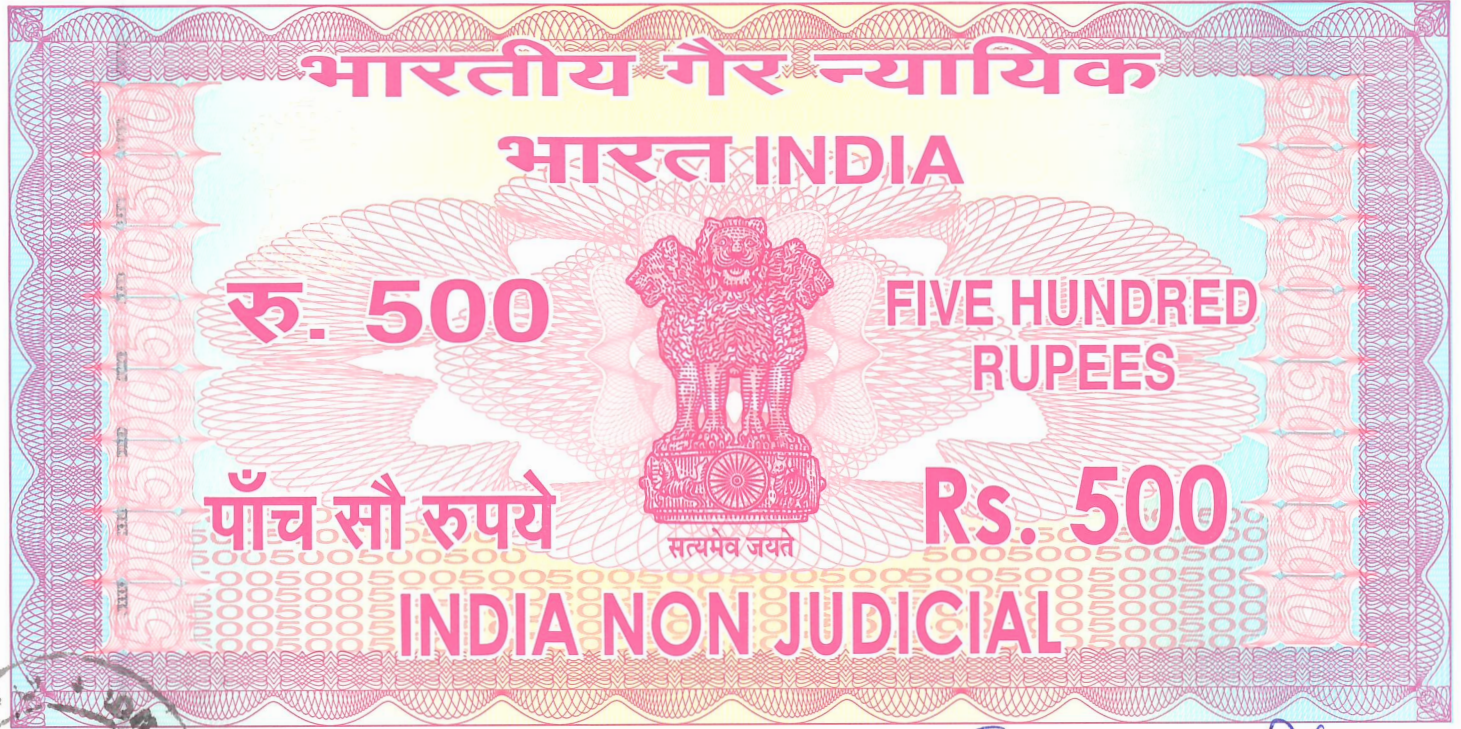 भारतीय गैर न्यायिक
भारत INDIA
रु. 500
FIVE HUNDRED
RUPEES
पाँच सौ रुपये
सत्यमेव जयते
Rs. 500
INDIA NON JUDICIAL